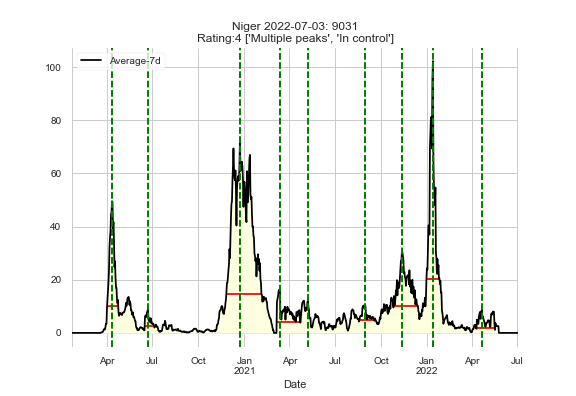 Niger 2022-07-03: 9031
Rating:4 ['Multiple peaks', 'In control']
Average-7d
100
80
60
40
20
0
Apr Jul Oct Jan Apr Jul Oct Jan Apr Jul
2021 2022
Date